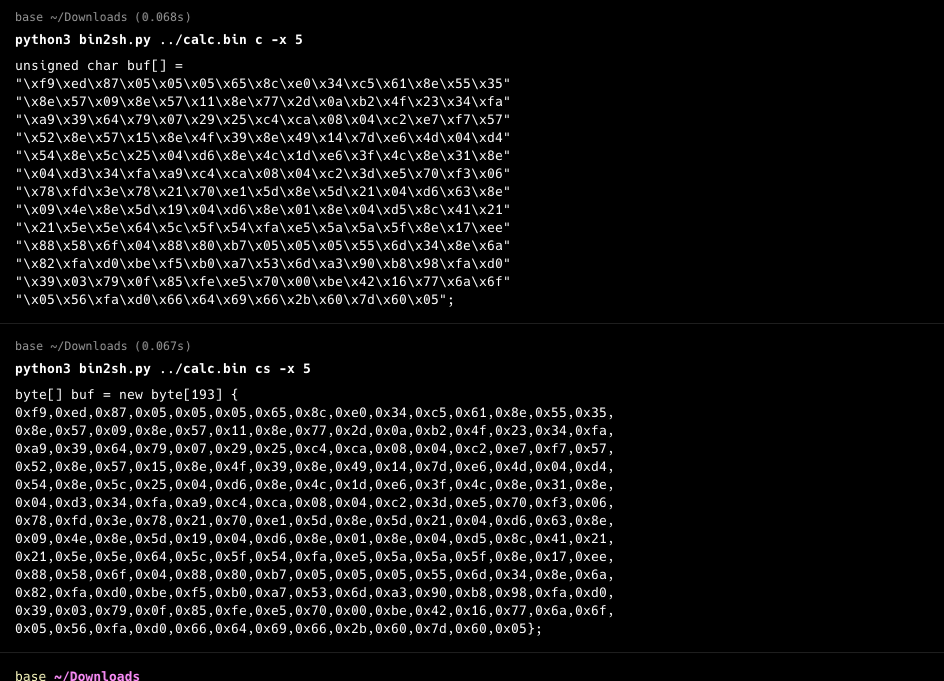 base ~/Downloads (0.068s)
python3 bin2sh.py ../calc.bin c -x 5
unsigned char buf[] =
"\xf9\xed\x87\x05\x05\x05\x65\x8c\xe0\x34\xc5\x61\x8e\x55\x35"
"\x8e\x57\x09\x8e\x57\x11\x8e\x77\x2d\x0a\xb2\x4f\x23\x34\xfa"
"\xa9\x39\x64\x79\x07\x29\x25\xc4\xca\x08\x04\xc2\xe7\xf7\x57"
"\x52\x8e\x57\x15\x8e\x4f\x39\x8e\x49\x14\x7d\xe6\x4d\x04\xd4"
"\x54\x8e\x5c\x25\x04\xd6\x8e\x4c\x1d\xe6\x3f\x4c\x8e\x31\x8e"
"\x04\xd3\x34\xfa\xa9\xc4\xca\x08\x04\xc2\x3d\xe5\x70\xf3\x06"
"\x78\xfd\x3e\x78\x21\x70\xe1\x5d\x8e\x5d\x21\x04\xd6\x63\x8e"
"\x09\x4e\x8e\x5d\x19\x04\xd6\x8e\x01\x8e\x04\xd5\x8c\x41\x21"
"\x21\x5e\x5e\x64\x5c\x5f\x54\xfa\xe5\x5a\x5a\x5f\x8e\x17\xee"
"\x88\x58\x6f\x04\x88\x80\xb7\x05\x05\x05\x55\x6d\x34\x8e\x6a"
"\x82\xfa\xd0\xbe\xf5\xb0\xa7\x53\x6d\xa3\x90\xb8\x98\xfa\xd0"
"\x39\x03\x79\x0f\x85\xfe\xe5\x70\x00\xbe\x42\x16\x77\x6a\x6f"
"\x05\x56\xfa\xd0\x66\x64\x69\x66\x2b\x60\x7d\x60\x05";
base ~/Downloads (0.067s)
python3 bin2sh.py ../calc.bin cs -x 5
byte[] buf = new byte[193] {
0xf9,0xed,0x87,0x05,0x05,0x05,0x65,0x8c,0xe0,0x34,0xc5,0x61,0x8e,0x55,0x35,
0x8e,0x57,0x09,0x8e,0x57,0x11,0x8e,0x77,0x2d,0x0a,0xb2,0x4f,0x23,0x34,0xfa,
0xa9,0x39,0x64,0x79,0x07,0x29,0x25,0xc4,0xca,0x08,0x04,0xc2,0xe7,0xf7,0x57,
0x52,0x8e,0x57,0x15,0x8e,0x4f,0x39,0x8e,0x49,0x14,0x7d,0xe6,0x4d,0x04,0xd4,
0x54,0x8e,0x5c,0x25,0x04,0xd6,0x8e,0x4c,0x1d,0xe6,0x3f,0x4c,0x8e,0x31,0x8e,
0x04,0xd3,0x34,0xfa,0xa9,0xc4,0xca,0x08,0x04,0xc2,0x3d,0xe5,0x70,0xf3,0x06,
0x78,0xfd,0x3e,0x78,0x21,0x70,0xe1,0x5d,0x8e,0x5d,0x21,0x04,0xd6,0x63,0x8e,
0x09,0x4e,0x8e,0x5d,0x19,0x04,0xd6,0x8e,0x01,0x8e,0x04,0xd5,0x8c,0x41,0x21,
0x21,0x5e,0x5e,0x64,0x5c,0x5f,0x54,0xfa,0xe5,0x5a,0x5a,0x5f,0x8e,0x17,0xee,
0x88,0x58,0x6f,0x04,0x88,0x80,0xb7,0x05,0x05,0x05,0x55,0x6d,0x34,0x8e,0x6a,
0x82,0xfa,0xd0,0xbe,0xf5,0xb0,0xa7,0x53,0x6d,0xa3,0x90,0xb8,0x98,0xfa,0xd0,
0x39,0x03,0x79,0x0f,0x85,0xfe,0xe5,0x70,0x00,0xbe,0x42,0x16,0x77,0x6a,0x6f,
0x05,0x56,0xfa,0xd0,0x66,0x64,0x69,0x66,0x2b,0x60,0x7d,0x60,0x05};
base ~/Downloads